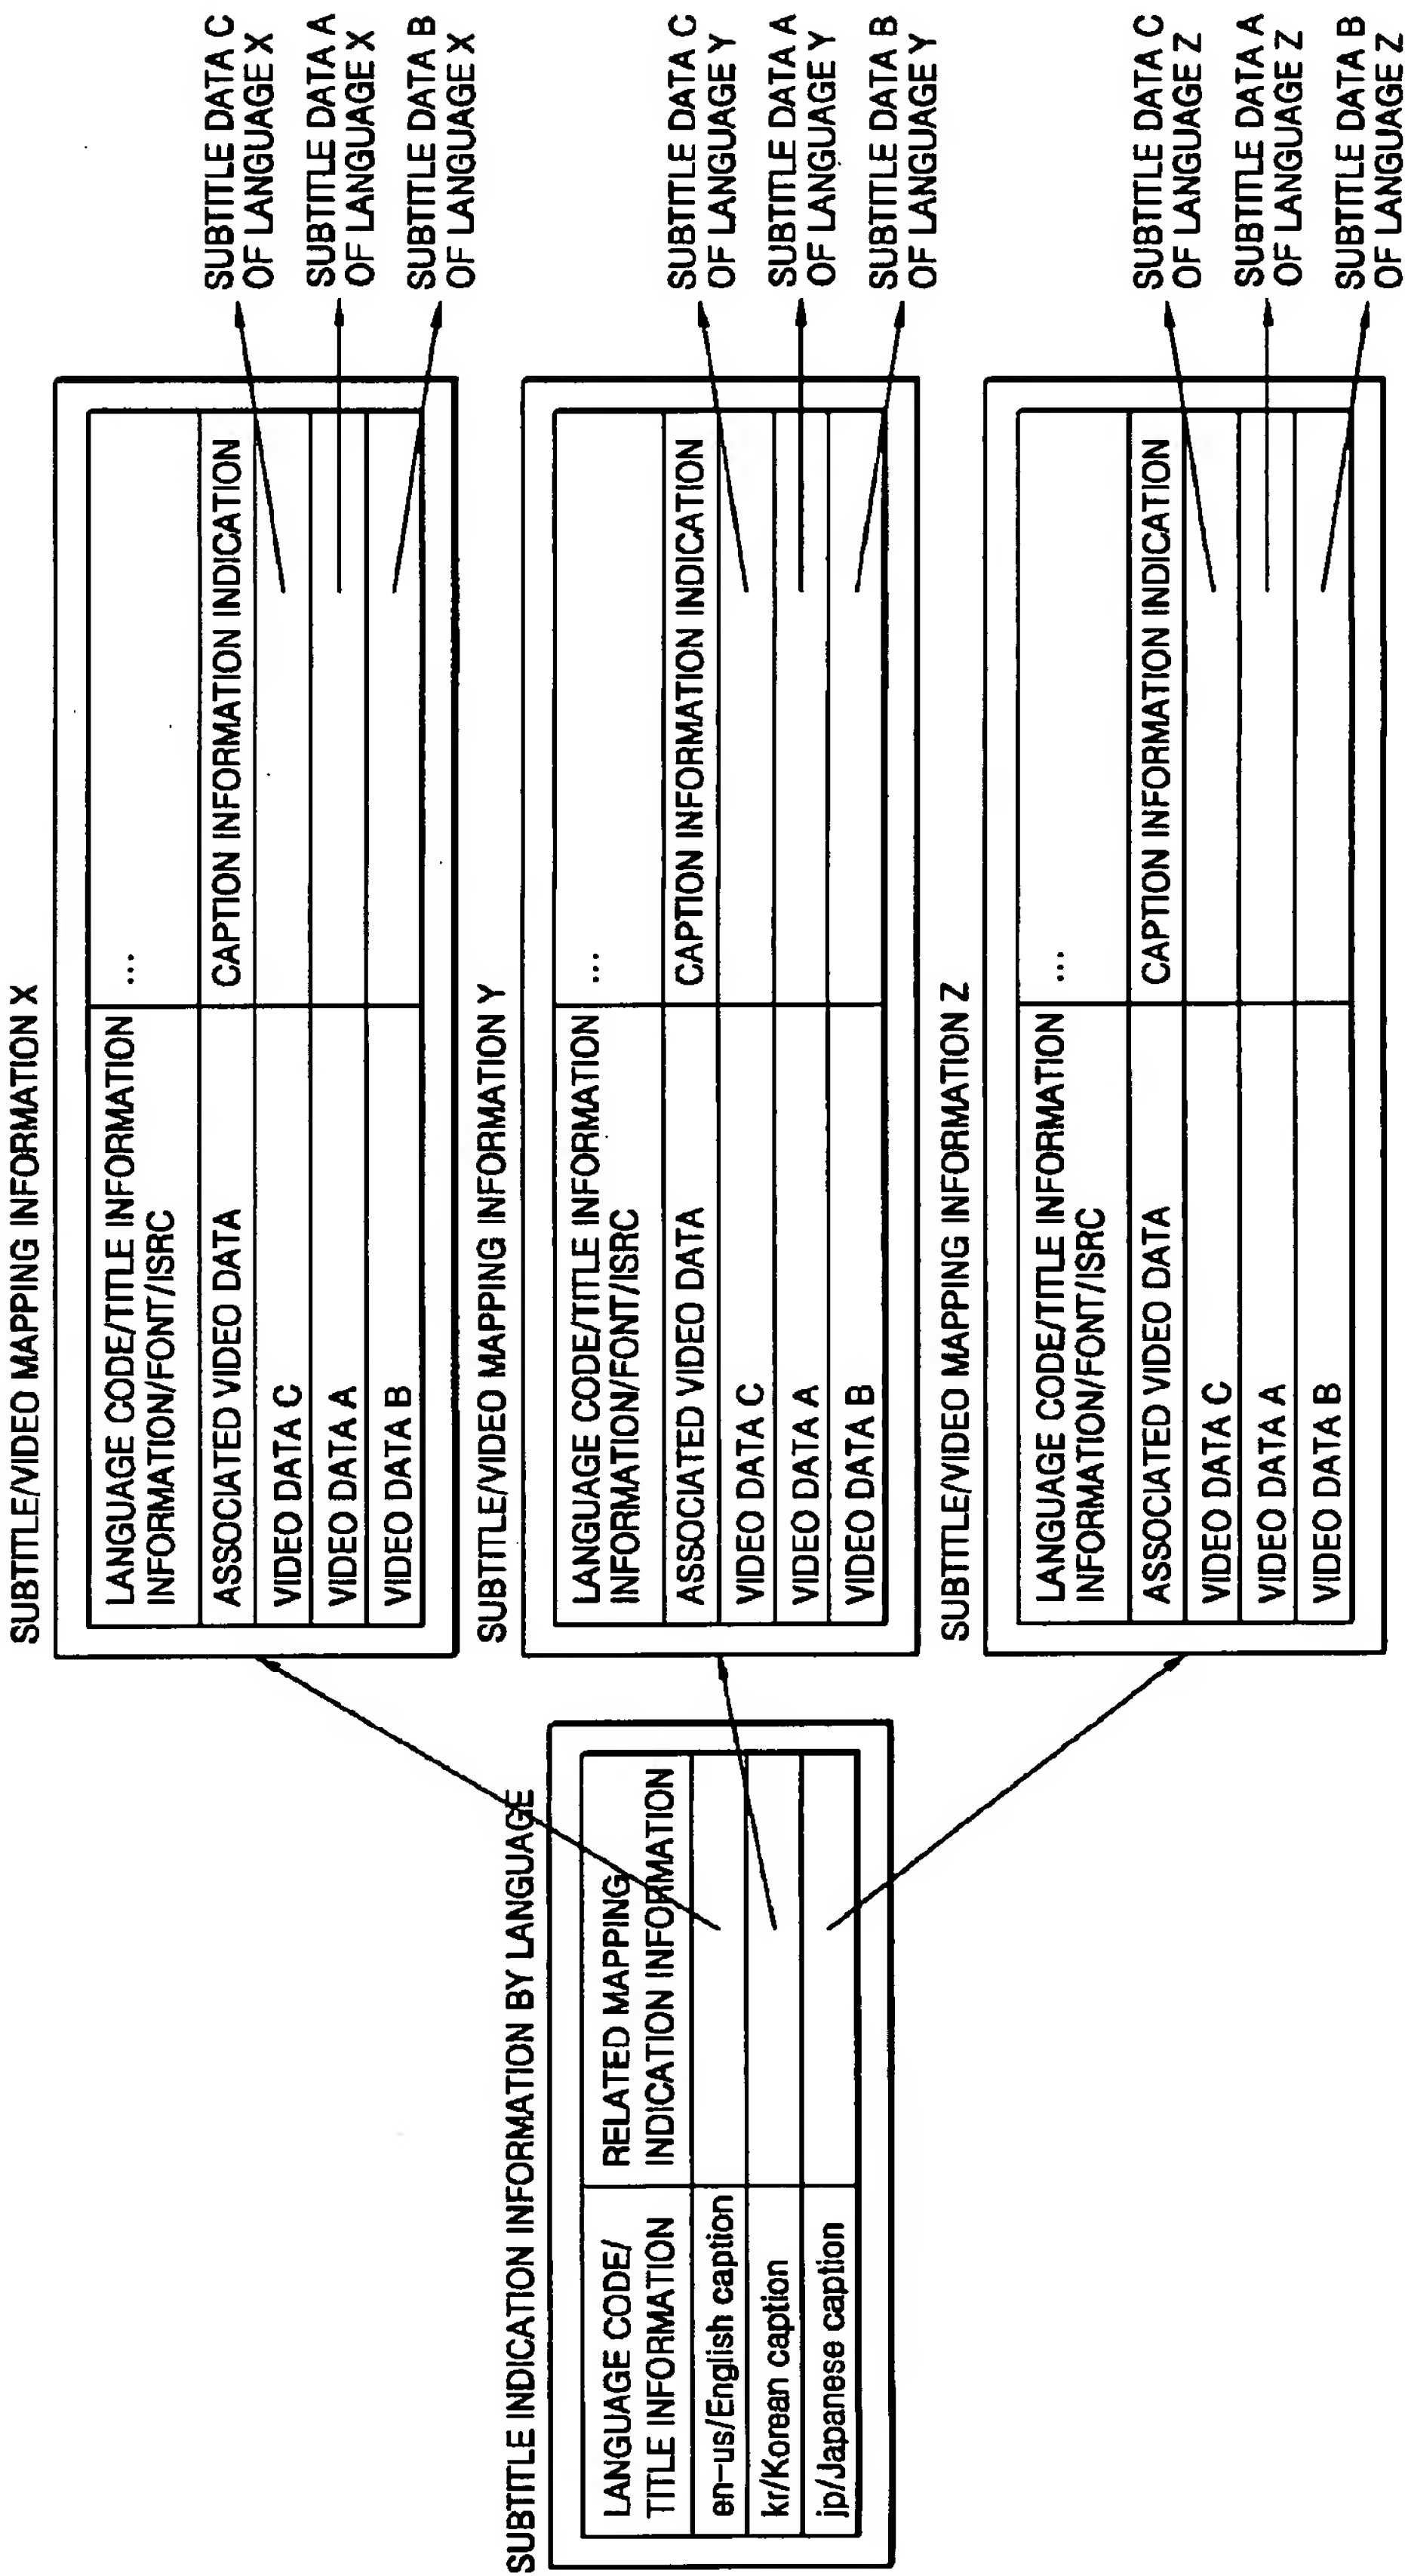 SUBTITLE INDICATION INFORMATION BY LANGUAGE
LANGUAGE CODE/
TITLE INFORMATION
RELATED MAPPING
INDICATION INFORMATION
en-us/English caption
kr/Korean caption
jp/Japanese caption
SUBTITLE/VIDEO MAPPING INFORMATION X
LANGUAGE CODE/TITLE INFORMATION
INFORMATION/FONT/ISRC
...
ASSOCIATED VIDEO DATA
CAPTION INFORMATION INDICATION
VIDEO DATA C
VIDEO DATA A
VIDEO DATA B
SUBTITLE DATA C
OF LANGUAGE X
SUBTITLE DATA A
OF LANGUAGE X
SUBTITLE DATA B
OF LANGUAGE X
SUBTITLE/VIDEO MAPPING INFORMATION Y
LANGUAGE CODE/TITLE INFORMATION
INFORMATION/FONT/ISRC
...
ASSOCIATED VIDEO DATA
CAPTION INFORMATION INDICATION
VIDEO DATA C
VIDEO DATA A
VIDEO DATA B
SUBTITLE DATA C
OF LANGUAGE Y
SUBTITLE DATA A
OF LANGUAGE Y
SUBTITLE DATA B
OF LANGUAGE Y
SUBTITLE/VIDEO MAPPING INFORMATION Z
LANGUAGE CODE/TITLE INFORMATION
INFORMATION/FONT/ISRC
...
ASSOCIATED VIDEO DATA
CAPTION INFORMATION INDICATION
VIDEO DATA C
VIDEO DATA A
VIDEO DATA B
SUBTITLE DATA C
OF LANGUAGE Z
SUBTITLE DATA A
OF LANGUAGE Z
SUBTITLE DATA B
OF LANGUAGE Z